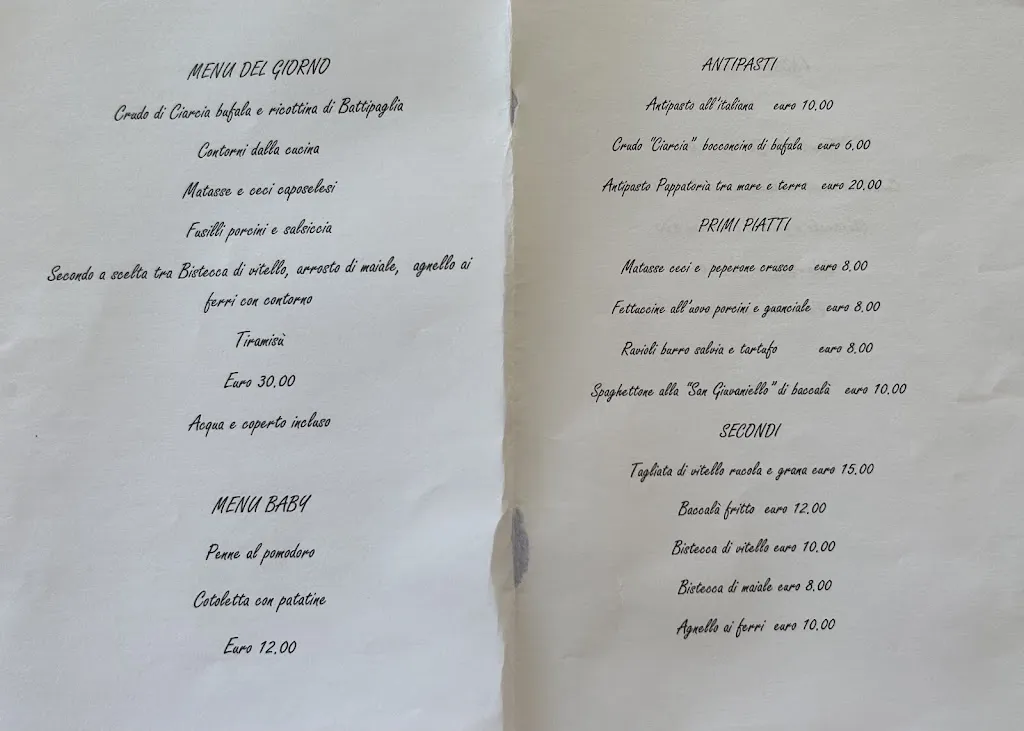 MENU DEL GIORNO
Crudo di Ciarcia bufala e ricottina di Battipaglia
Contorni dalla cucina
Matasse e ceci caposelesi
Fusilli porcini e salsiccia
Secondo a scelta tra Bistecca di vitello, arrosto di maiale, agnello ai
ferri con contorno
Tiramisù
Euro 30.00
Acqua e coperto incluso
MENU BABY
Penne al pomodoro
Cotoletta con patatine
Euro 12.00
ANTIPASTI
Antipasto all'italiana euro 10.00
Crudo "Ciarcia" bocconcino di bufala euro 6.00
Antipasto Pappatoria tra mare e terra euro 20.00
PRIMI PIATTI
Matasse ceci e peperone crusco euro 8.00
Fettuccine all'uovo porcini e guanciale euro 8.00
Ravioli burro salvia e tartufo euro 8.00
Spaghettone alla "San Giuvaniello" di baccalà euro 10.00
SECONDI
Tagliata di vitello rucola e grana euro 15.00
Baccalà fritto euro 12.00
Bistecca di vitello euro 10.00
Bistecca di maiale euro 8.00
Agnello ai ferri euro 10.00